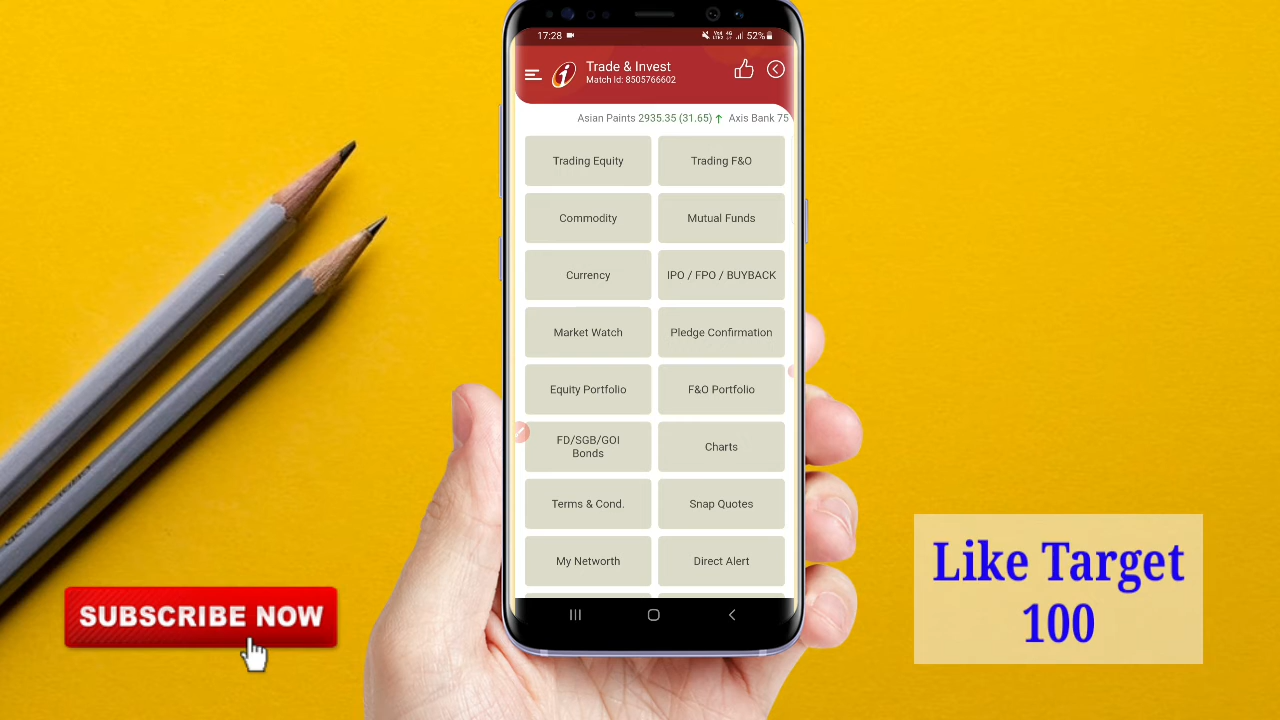 17:28
52%
Trade & Invest
Match Id: 8505766602
Asian Paints 2935.35 (31.65) ↑ Axis Bank 75
Trading Equity
Trading F&O
Commodity
Mutual Funds
Currency
IPO / FPO / BUYBACK
Market Watch
Pledge Confirmation
Equity Portfolio
F&O Portfolio
FD/SGB/GOI
Bonds
Charts
Terms & Cond.
Snap Quotes
My Networth
Direct Alert
SUBSCRIBE NOW
Like Target
100